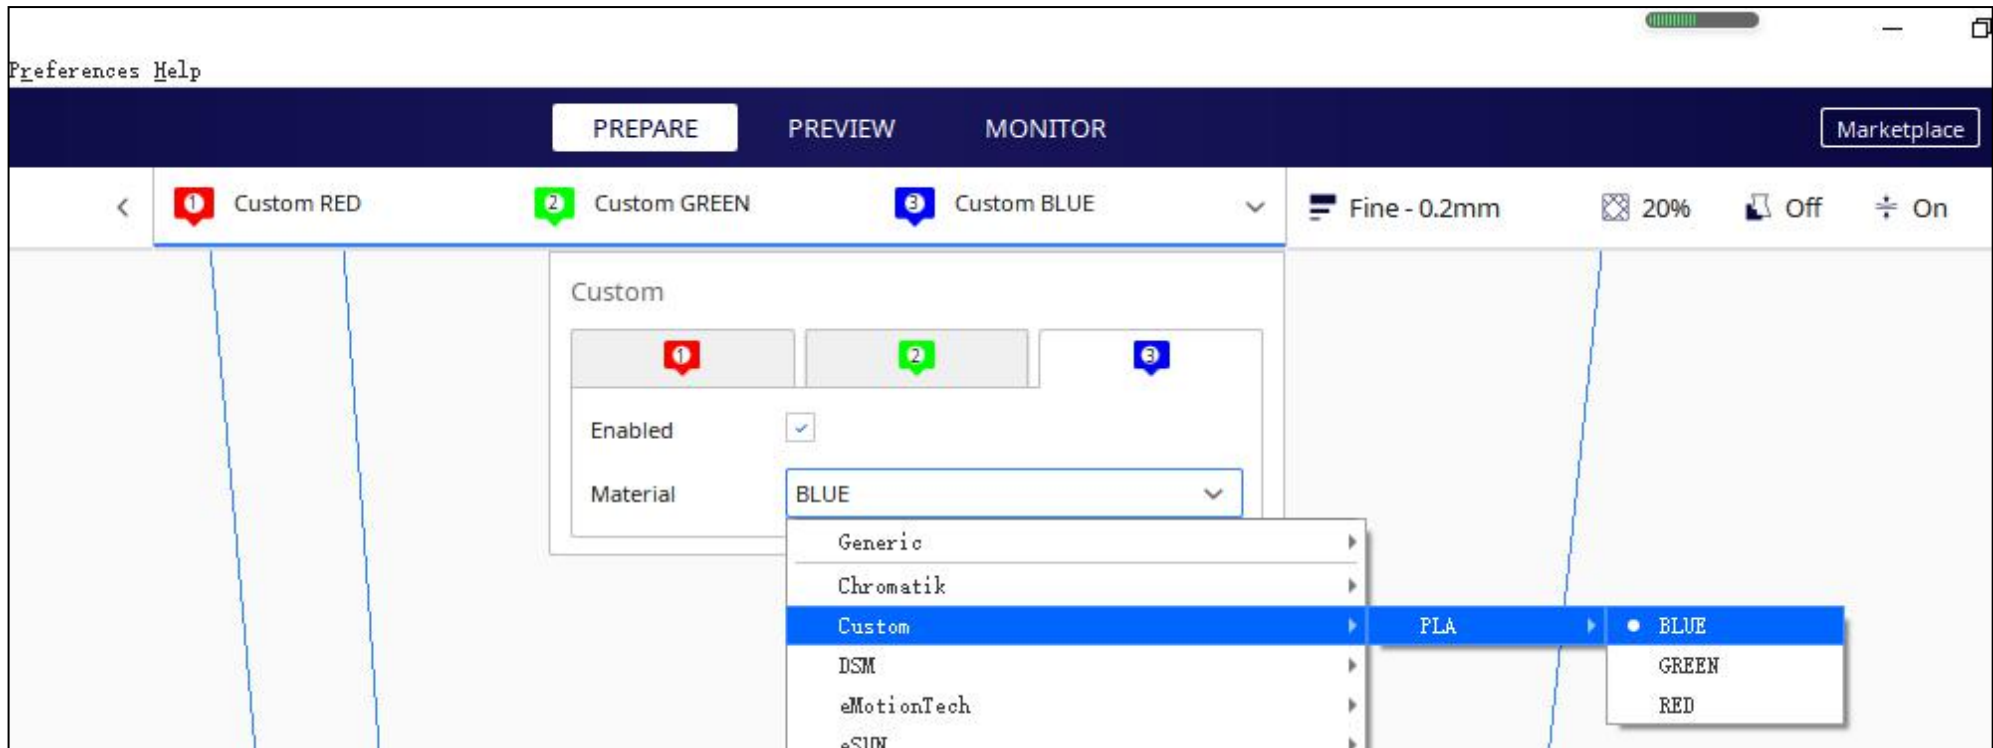 Preferences Help
PREPARE PREVIEW MONITOR Marketplace
1 Custom RED 2 Custom GREEN 3 Custom BLUE Fine - 0.2mm 20% Off On
Custom
1 2 3
Enabled
Material BLUE
Generic
Chromatik
Custom PLA BLUE
DSM GREEN
eMotionTech RED
eSUN